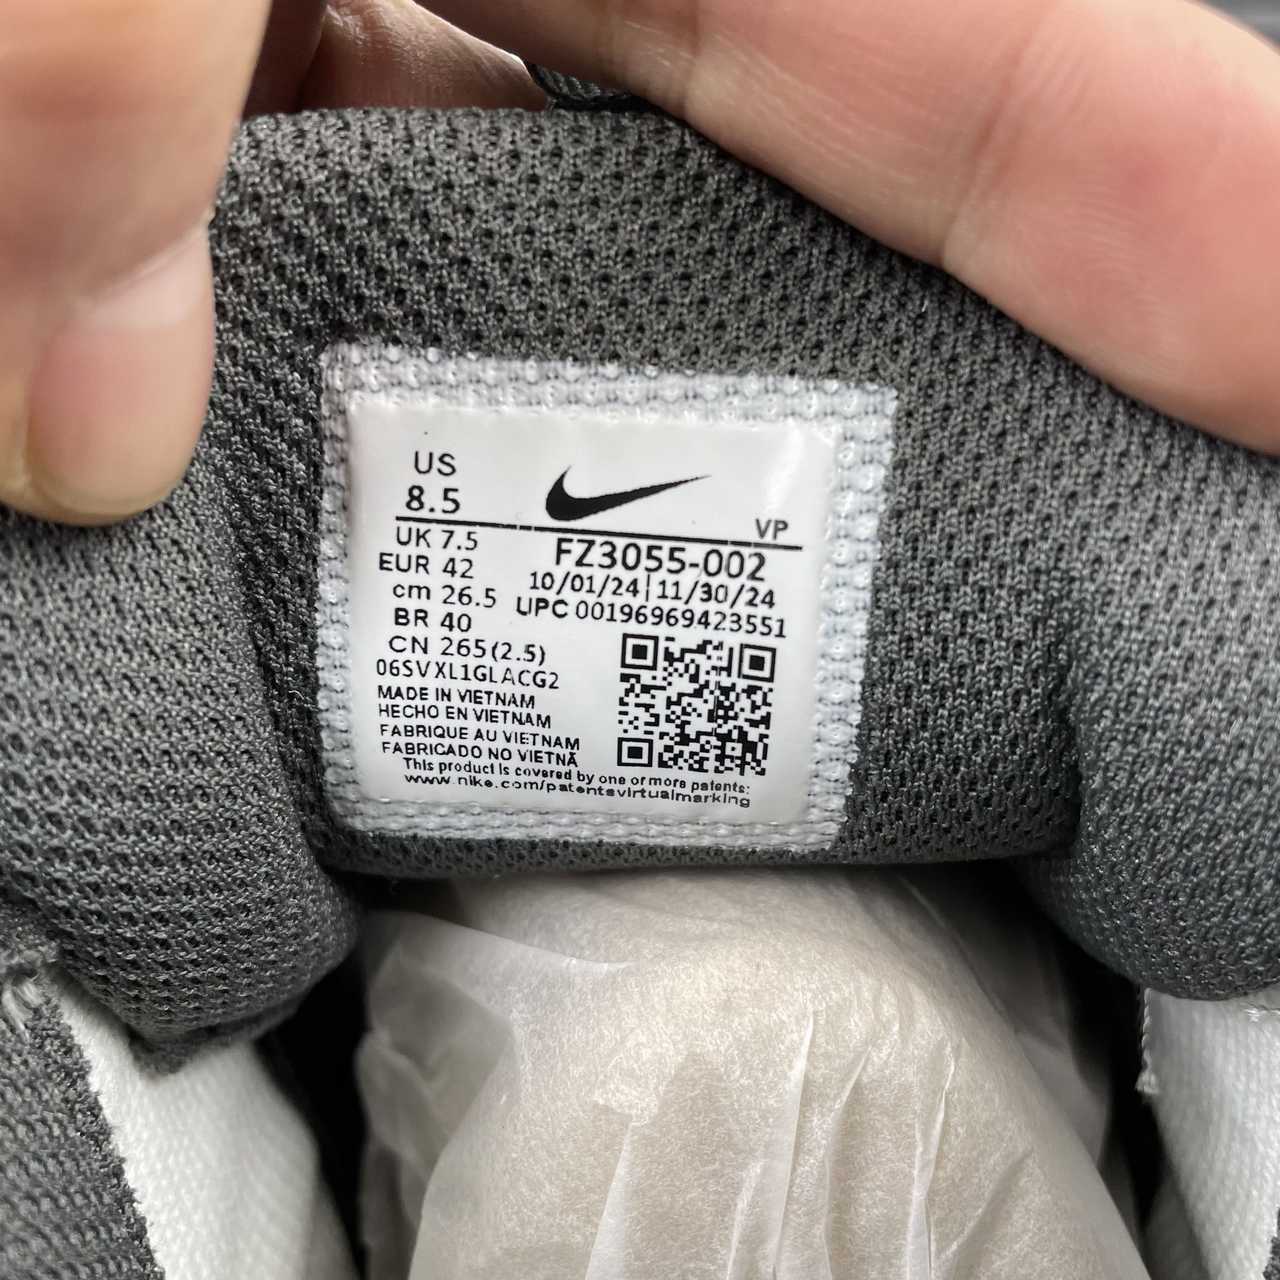 US
8.5
VP
UK 7.5
FZ3055-002
EUR 42
10/01/24|11/30/24
cm 26.5
UPC 00196969423551
BR 40
CN 265(2.5)
06SVXL1GLACG2
MADE IN VIETNAM
HECHO EN VIETNAM
FABRIQUE AU VIETNAM
FABRICADO NO VIETNÃ
This product is covered by one or more patents:
www.nike.com/patentsvirtualmarking